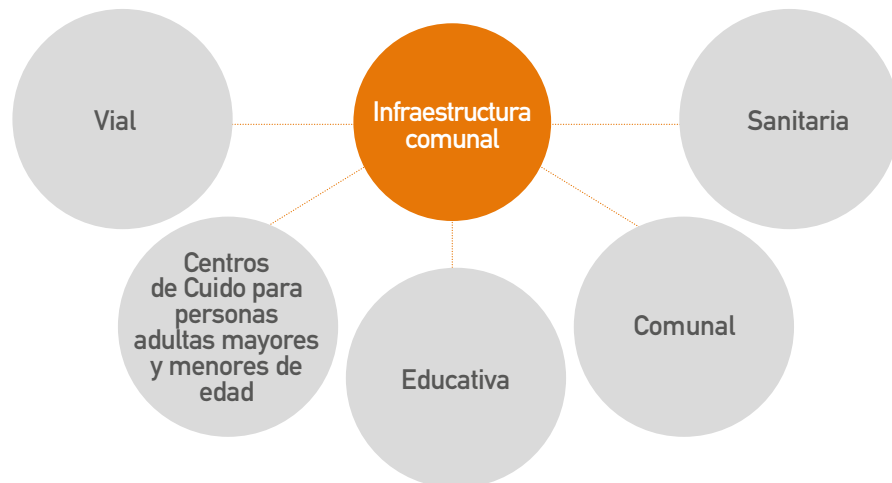 Infraestructura
comunal
Vial
Sanitaria
Centros
de Cuido para
personas
adultas mayores
y menores de
edad
Educativa
Comunal